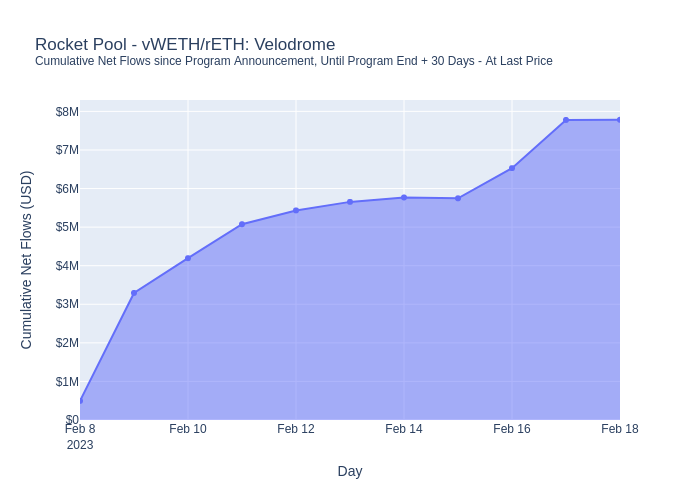 Rocket Pool - vWETH/rETH: Velodrome
Cumulative Net Flows since Program Announcement, Until Program End + 30 Days - At Last Price
Cumulative Net Flows (USD)
$8M
$7M
$6M
$5M
$4M
$3M
$2M
$1M
$0
Feb 8
2023
Feb 10
Feb 12
Feb 14
Feb 16
Feb 18
Day